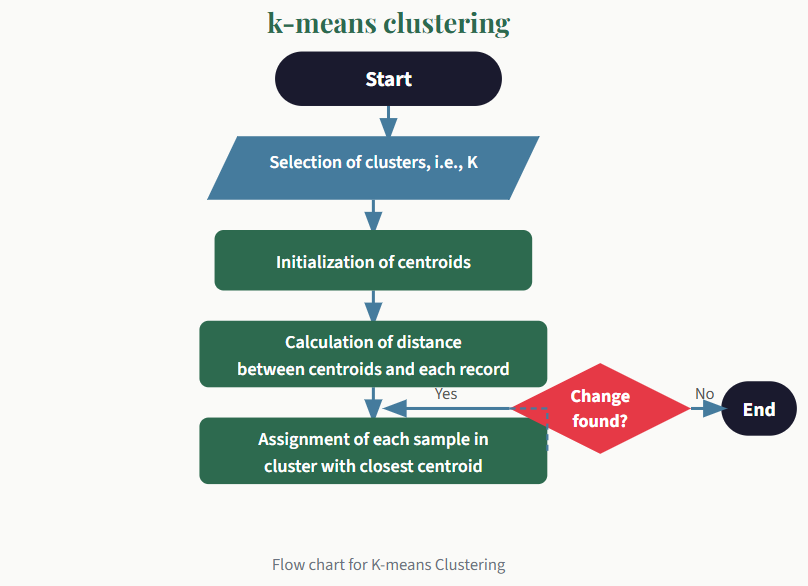 k-means clustering
Start
Selection of clusters, i.e., K
Initialization of centroids
Calculation of distance
between centroids and each record
Yes
Change
found?
No
End
Assignment of each sample in
cluster with closest centroid
Flow chart for K-means Clustering